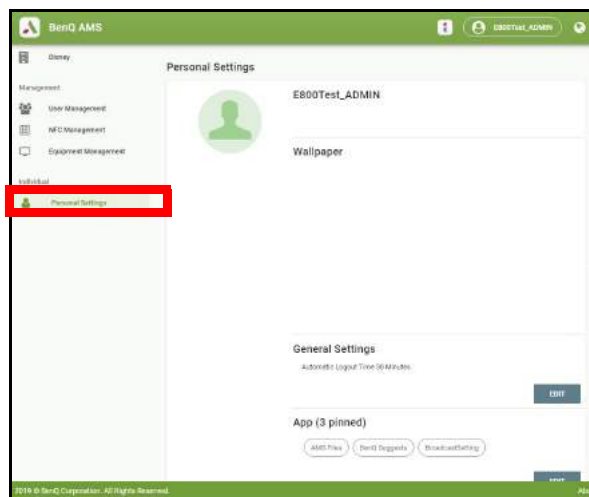 BenQ AMS
E800Test_ADMIN
Disney
Management
User Management
NFC Management
Equipment Management
Individual
Personal Settings
Personal Settings
E800Test_ADMIN
Wallpaper
General Settings
Automatic Logout Time 30 Minutes
EDIT
App (3 pinned)
AMS Files
BenQ Suggests
BroadcastSetting
EDIT
2019 © BenQ Corporation. All Rights Reserved.